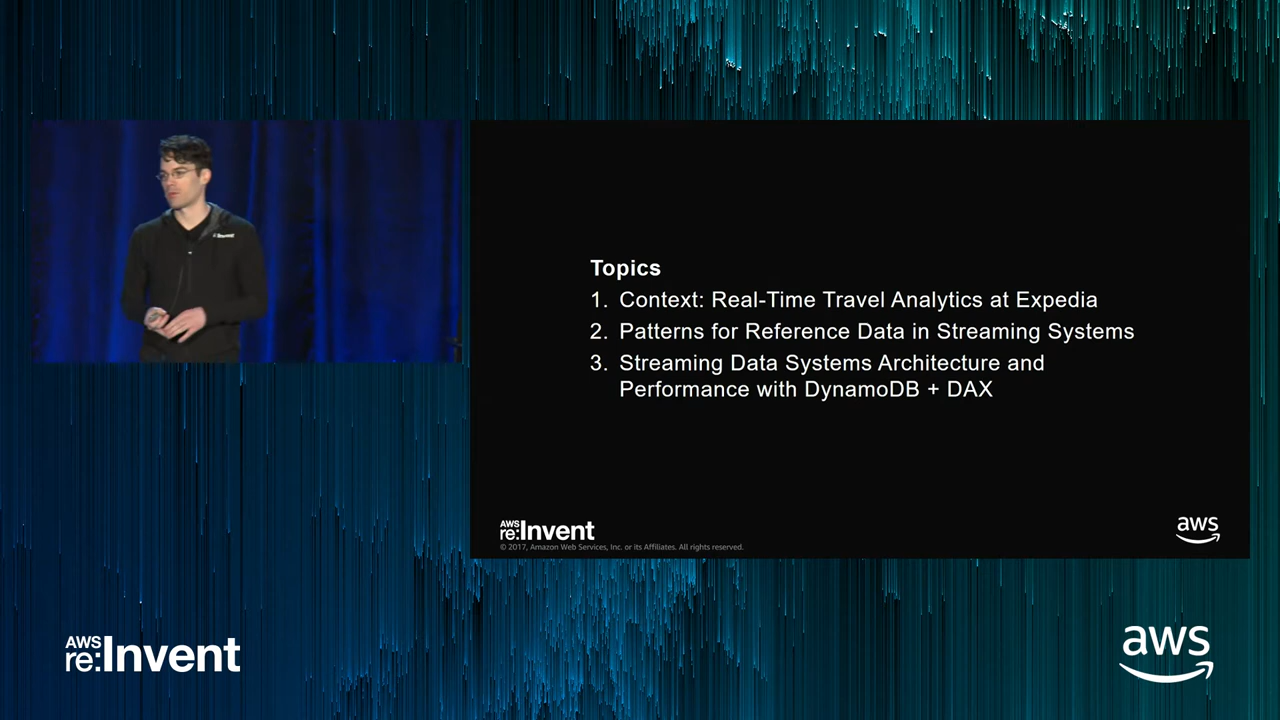 Topics
1. Context: Real-Time Travel Analytics at Expedia
2. Patterns for Reference Data in Streaming Systems
3. Streaming Data Systems Architecture and
Performance with DynamoDB + DAX
AWS
re:Invent
© 2017, Amazon Web Services, Inc. or its Affiliates. All rights reserved.
aws
AWS
re:Invent
aws